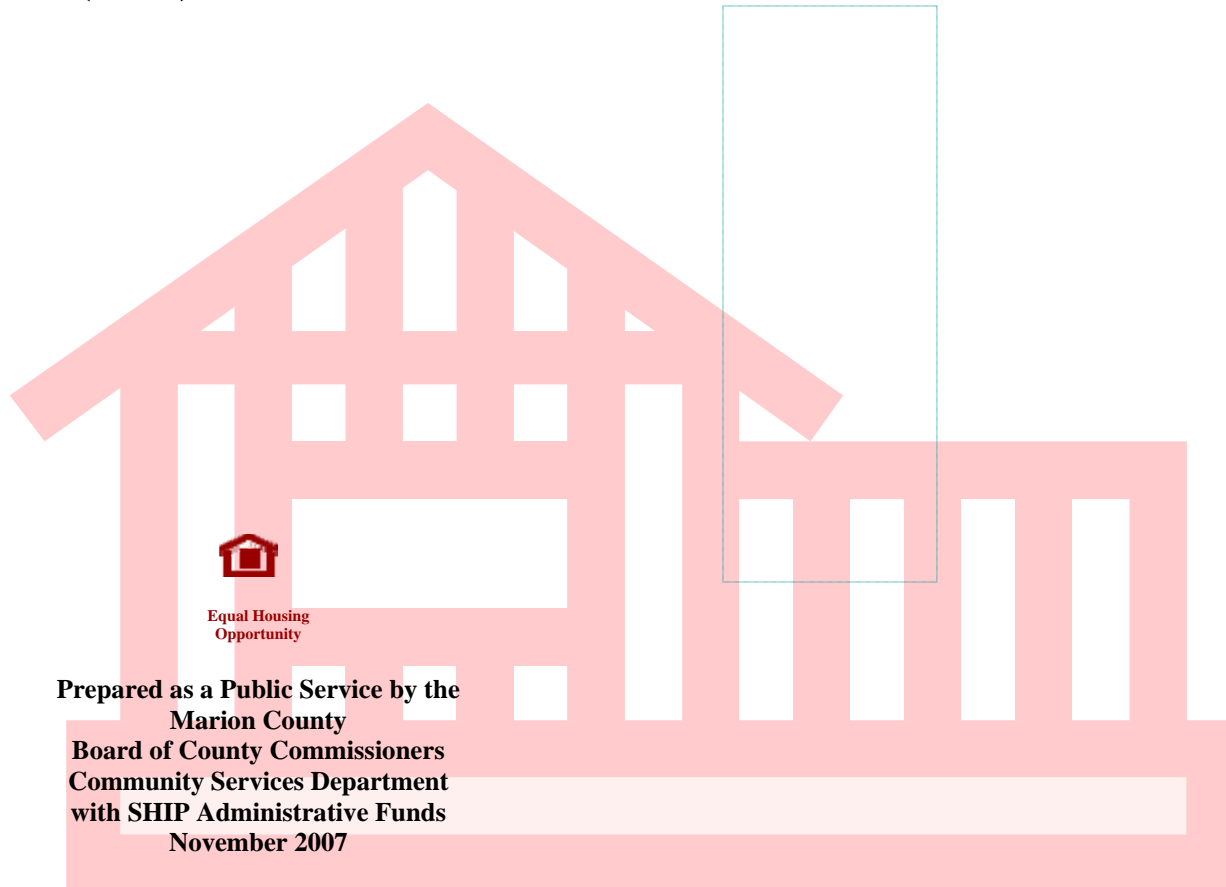 Equal Housing
Opportunity
Prepared as a Public Service by the
Marion County
Board of County Commissioners
Community Services Department
with SHIP Administrative Funds
November 2007